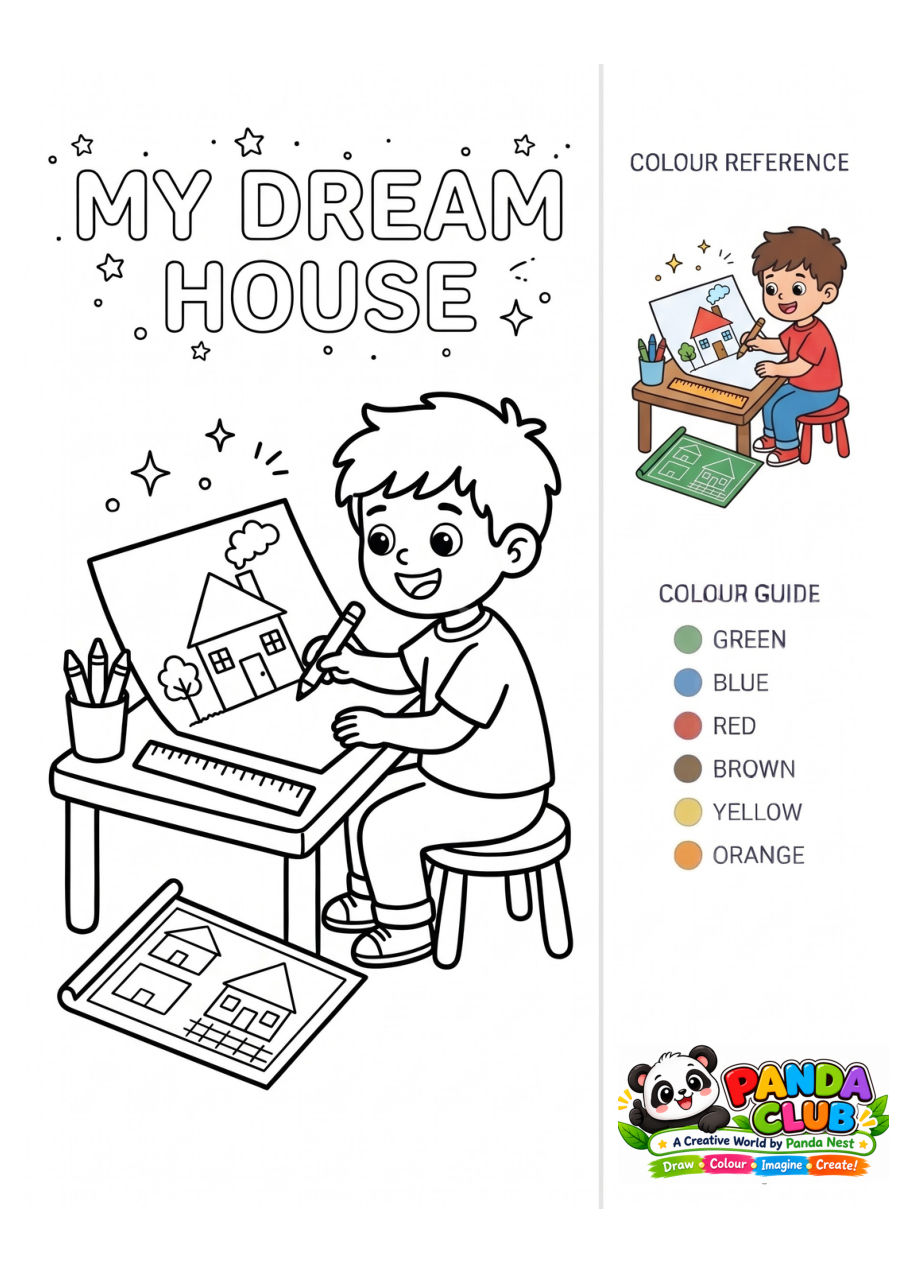 MY DREAM
HOUSE
COLOUR REFERENCE
COLOUR GUIDE
GREEN
BLUE
RED
BROWN
YELLOW
ORANGE
PANDA
CLUB
A Creative World by Panda Nest
Draw • Colour • Imagine • Create!